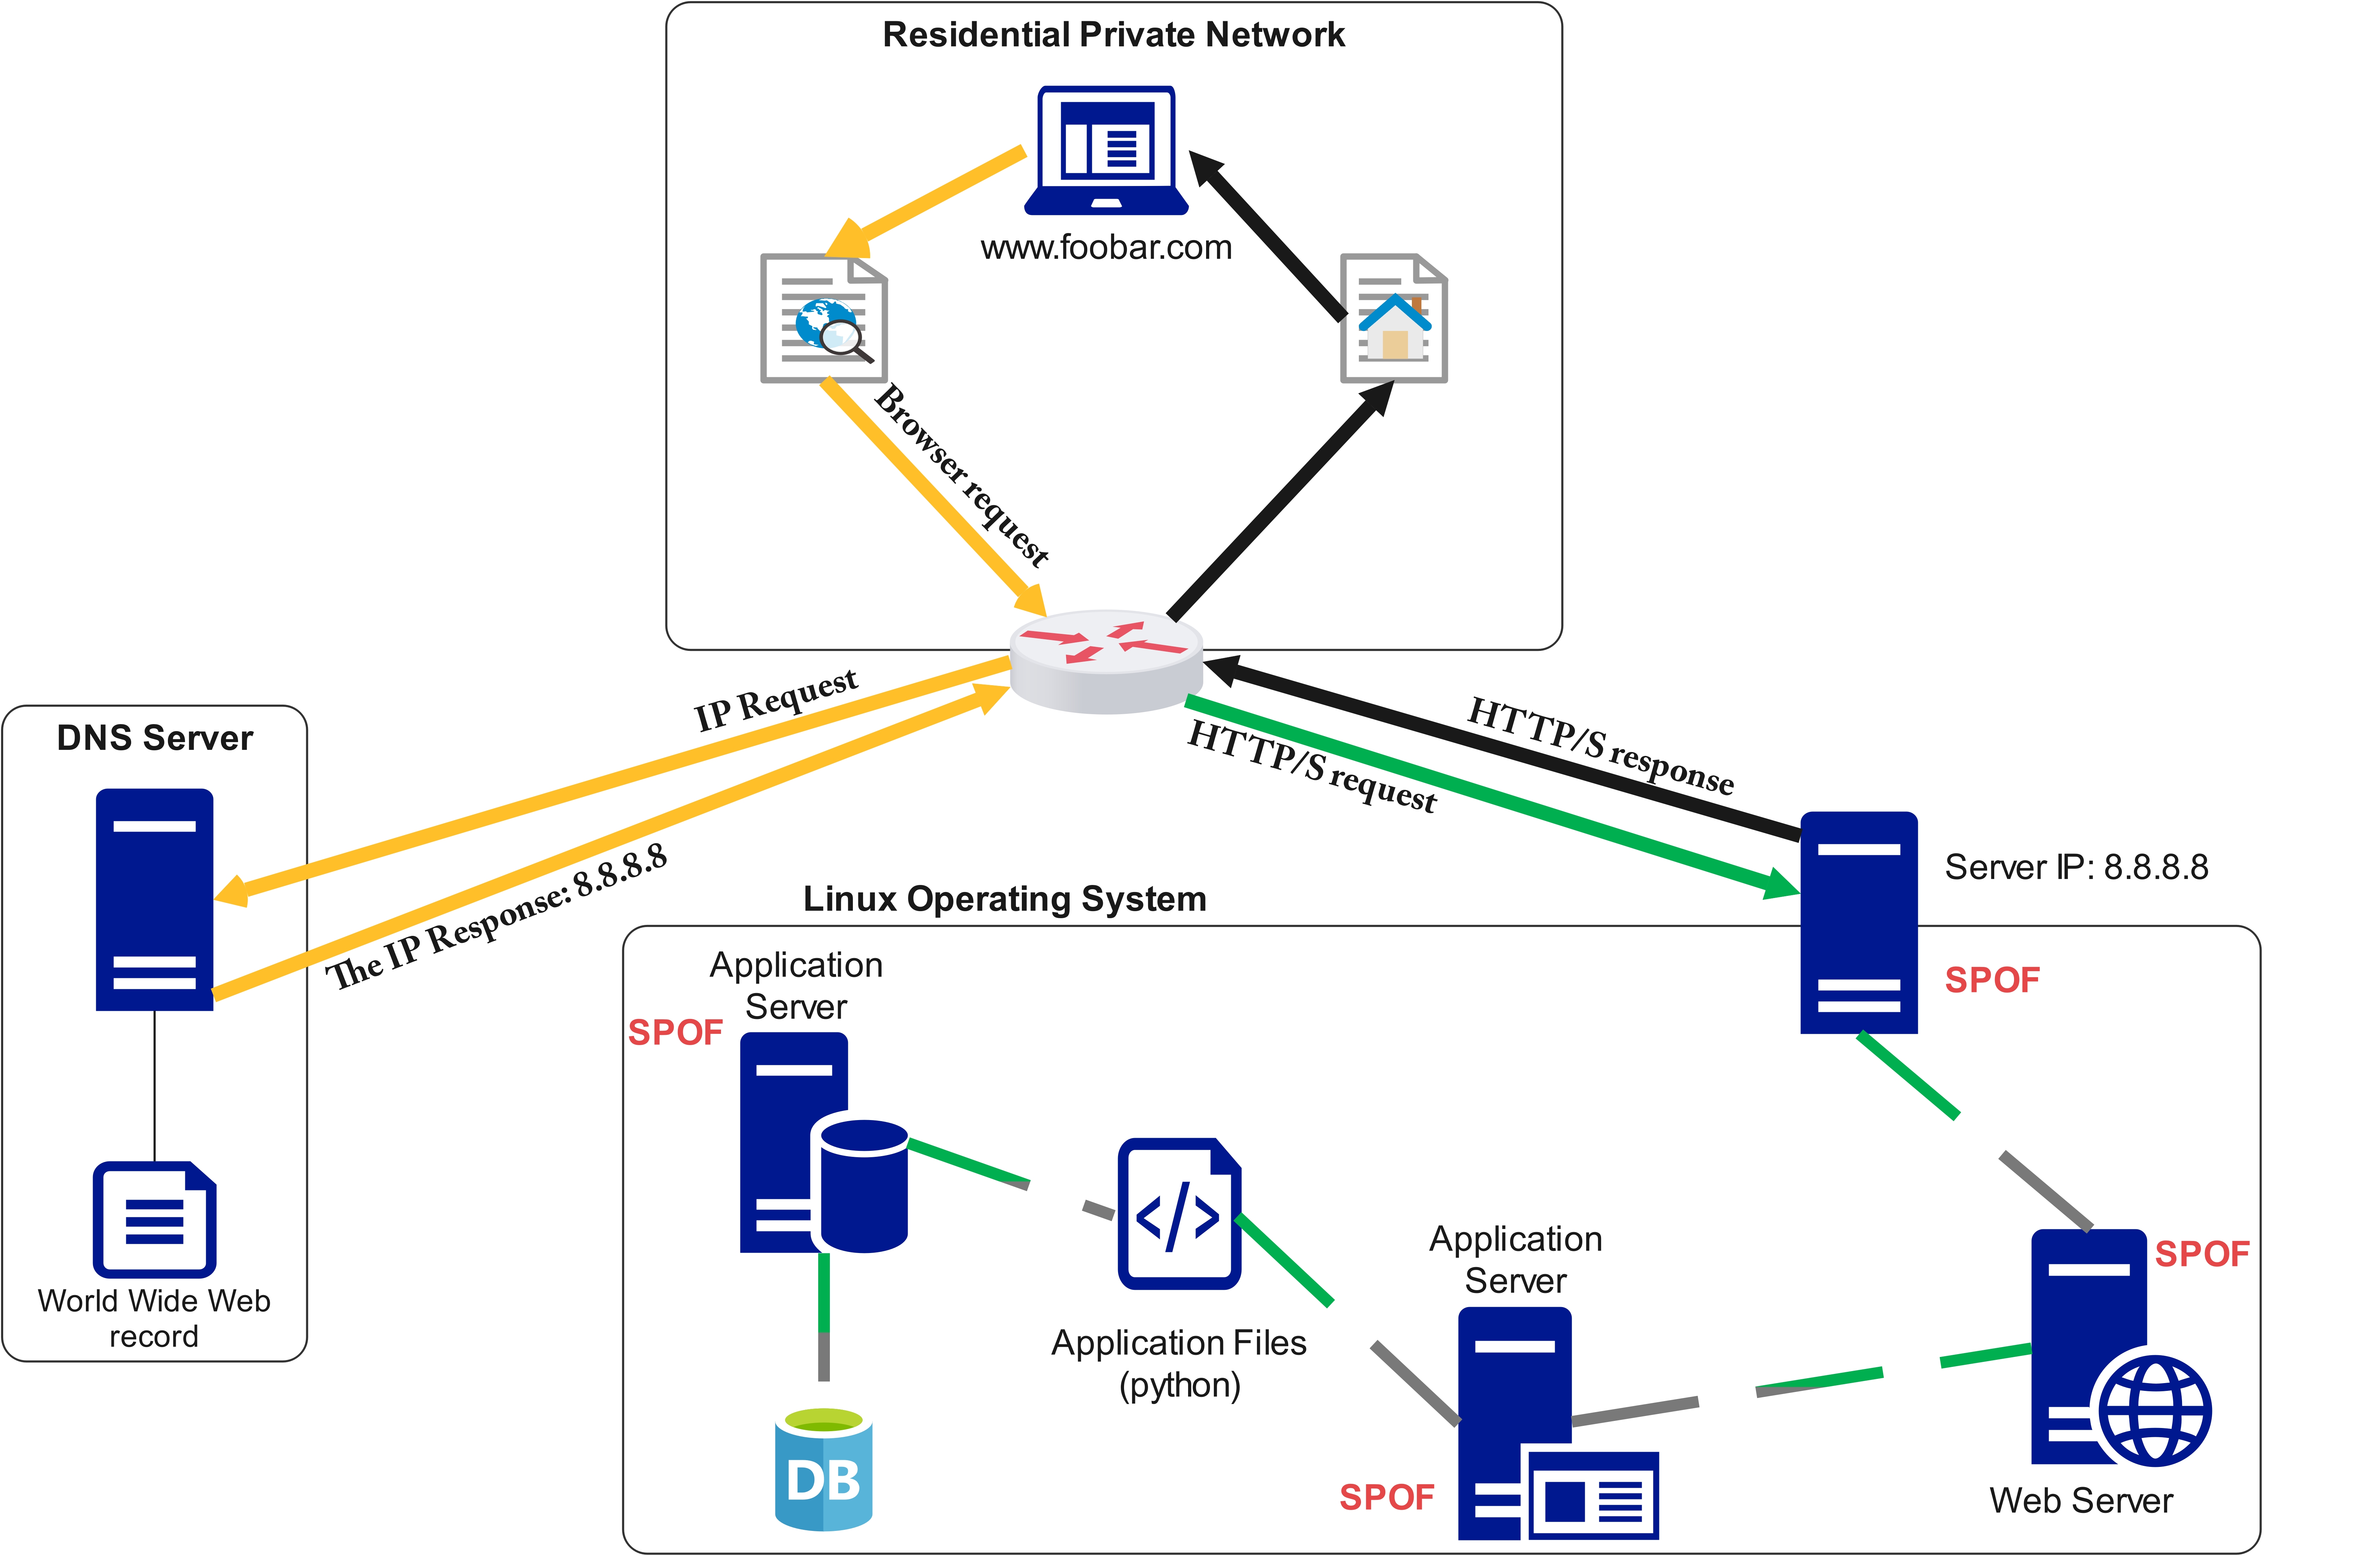 Residential Private Network
www.foobar.com
Browser request
IP Request
The IP Response: 8.8.8.8
HTTP/S response
HTTP/S request
DNS Server
World Wide Web
record
Server IP: 8.8.8.8
SPOF
Linux Operating System
Application
Server
SPOF
DB
Application Files
(python)
Application
Server
SPOF
SPOF
Web Server